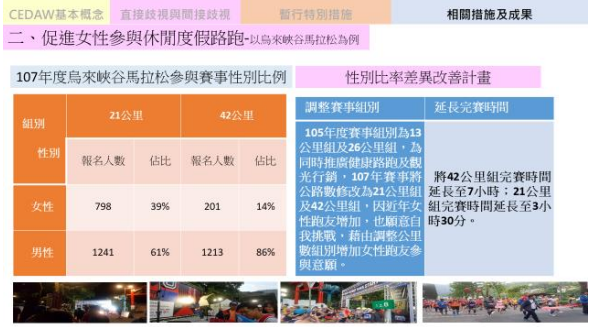 CEDAW基本概念 直接歧視與間接歧視 暫行特別措施 相關措施及成果
二、促進女性參與休閒度假路跑-以烏來峽谷馬拉松為例
107年度烏來峽谷馬拉松參與賽事性別比例
組別
性別
21公里
42公里
報名人數
佔比
報名人數
佔比
女性
798
39%
201
14%
男性
1241
61%
1213
86%
性別比率差異改善計畫
調整賽事組別
延長完賽時間
105年度賽事組別為13
公里組及26公里組，為
同時推廣健康路跑及觀
光行銷，107年賽事將
公路數修改為21公里組
及42公里組，因近年女
性跑友增加，也願意自
我挑戰，藉由調整公里
數組別增加女性跑友參
與意願。
將42公里組完賽時間
延長至7小時；21公里
組完賽時間延長至3小
時30分。